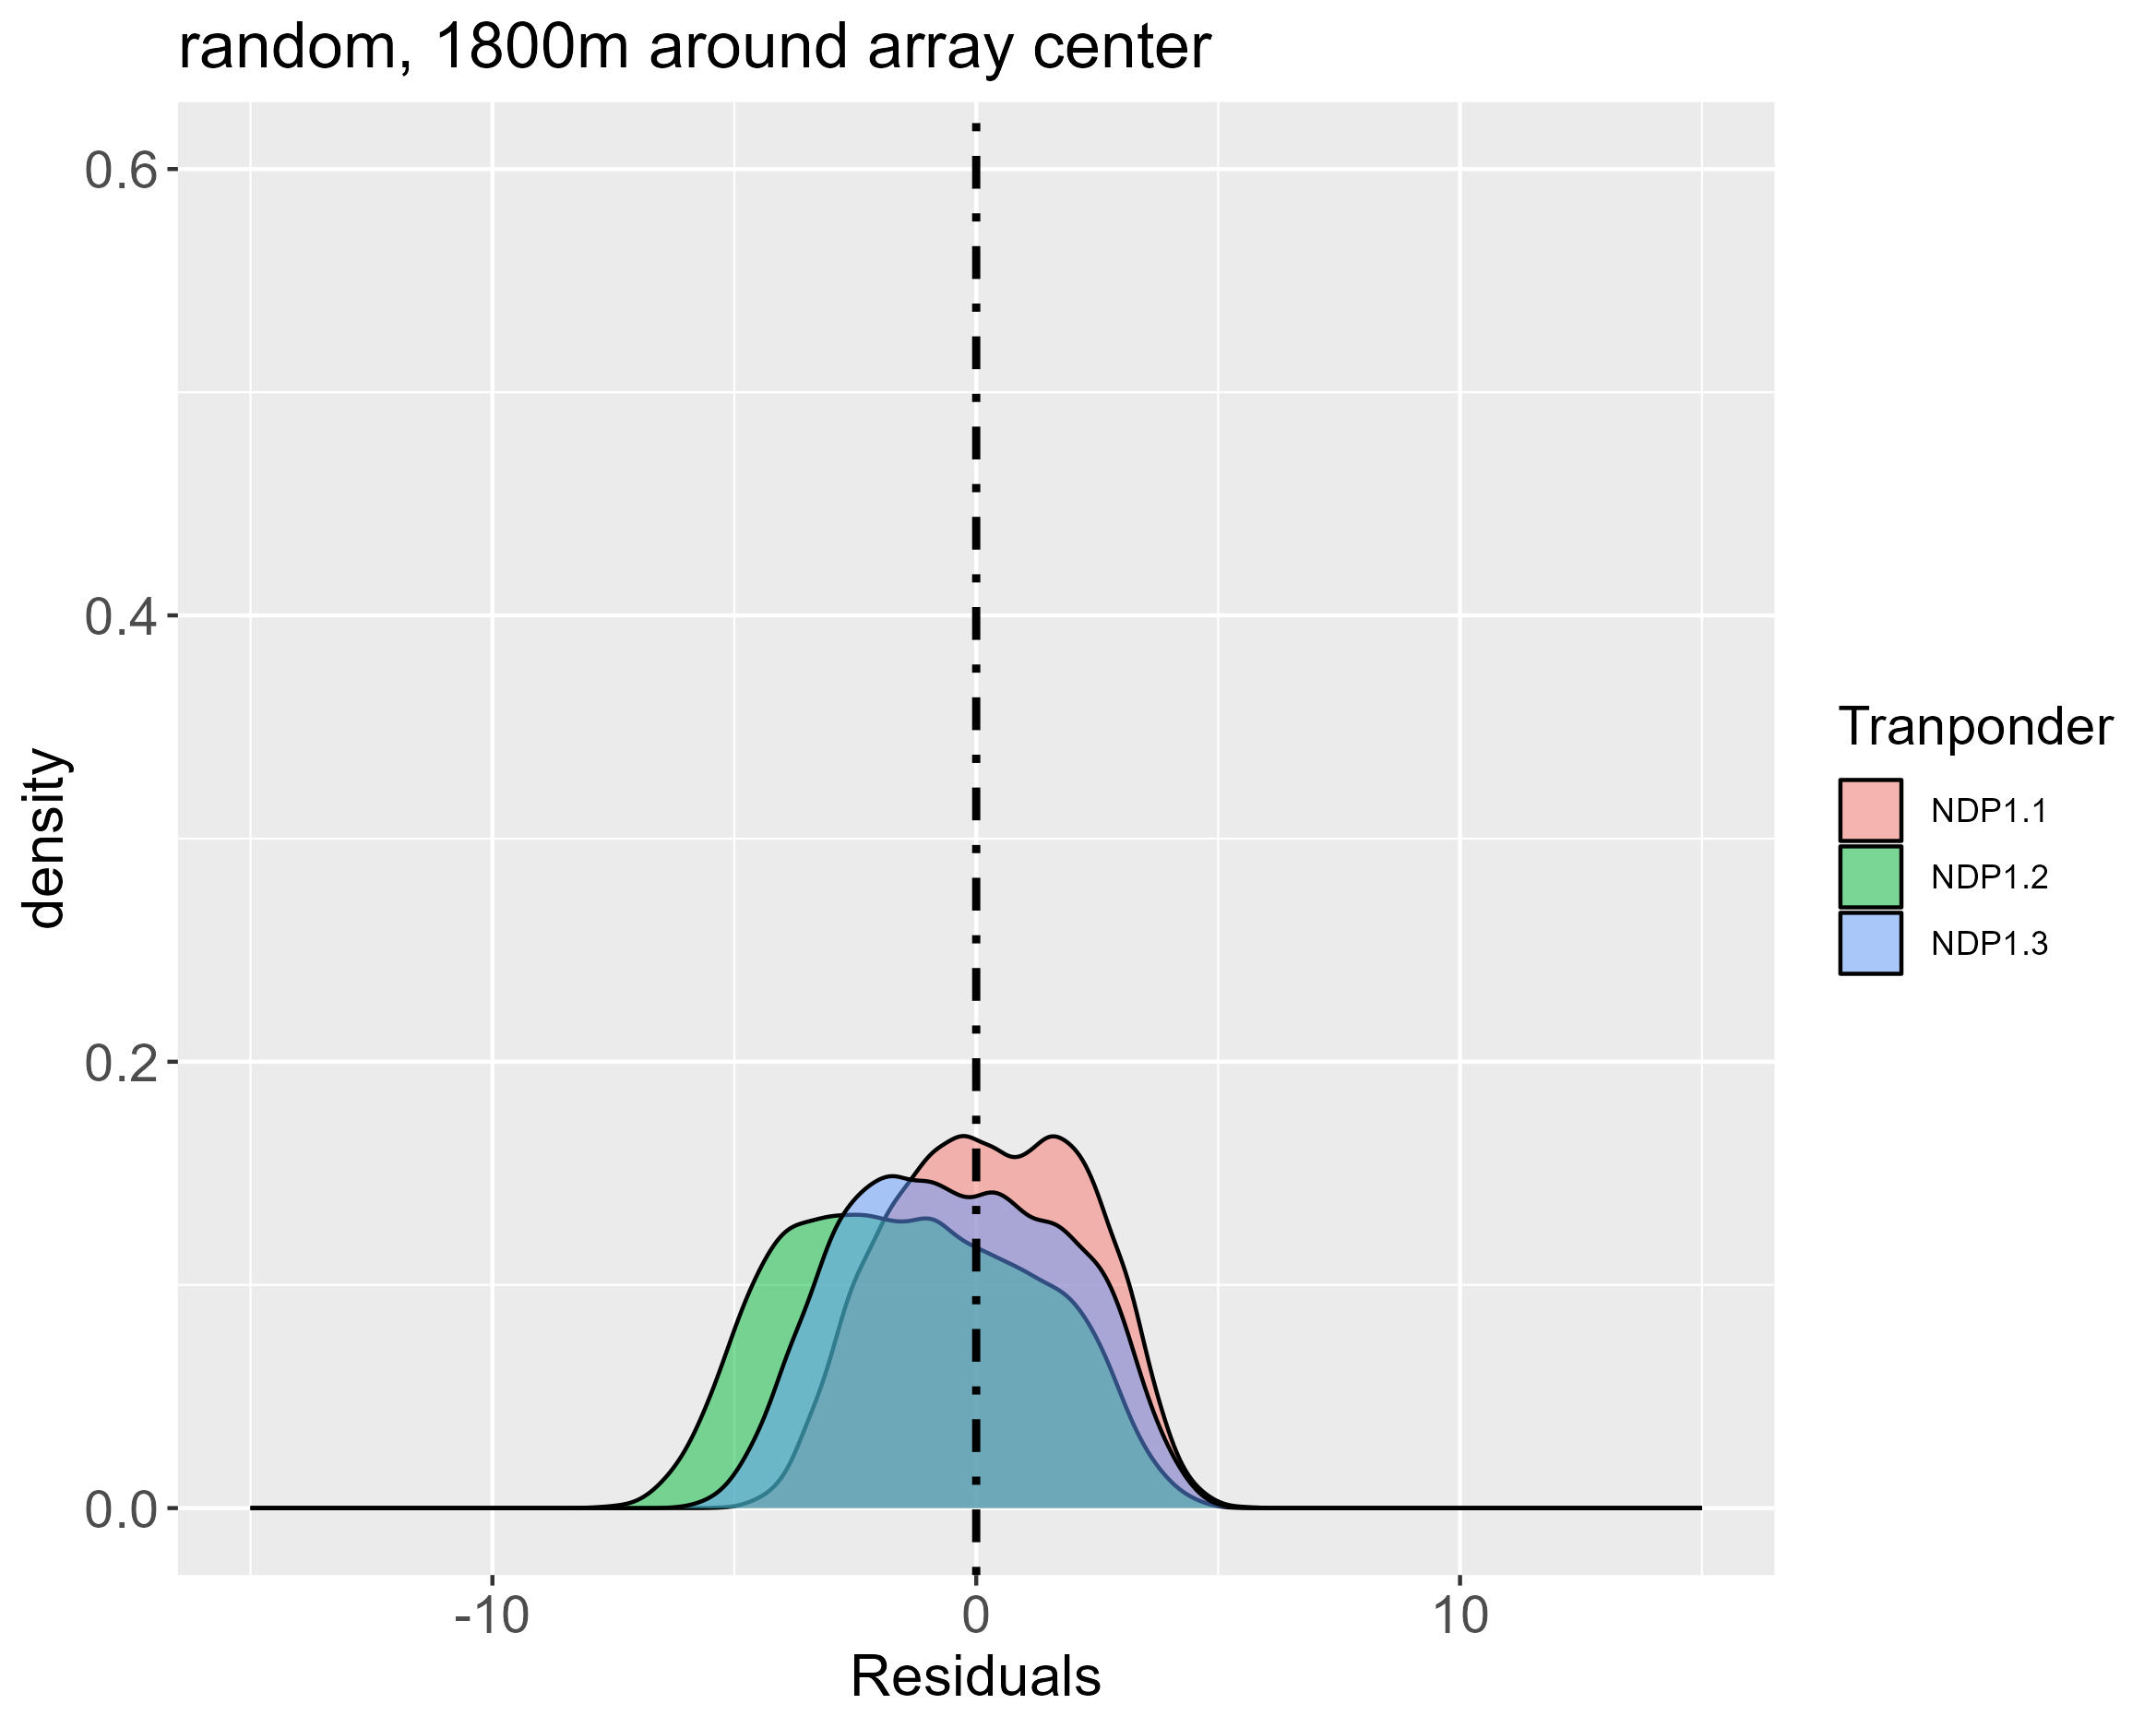 random, 1800m around array center
0.6
0.4
0.2
0.0
density
-10
0
10
Residuals
Tranponder
NDP1.1
NDP1.2
NDP1.3